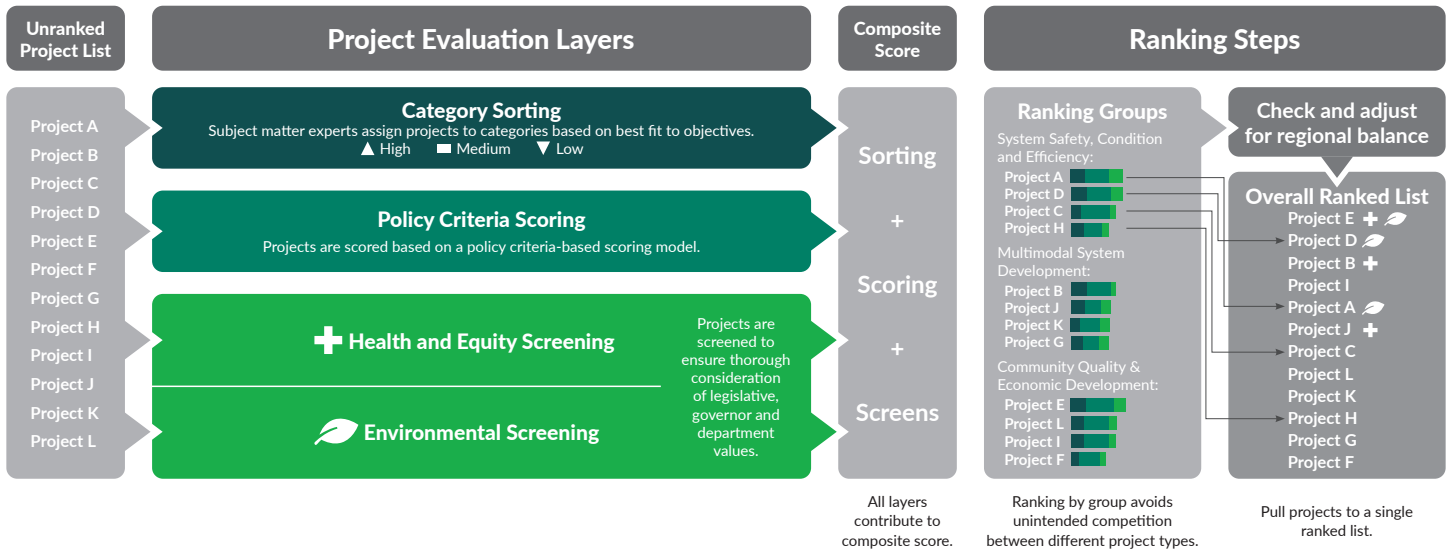 Unranked
Project List
Project Evaluation Layers
Composite
Score
Ranking Steps
Project A
Project B
Project C
Project D
Project E
Project F
Project G
Project H
Project I
Project J
Project K
Project L
Category Sorting
Subject matter experts assign projects to categories based on best fit to objectives.
High Medium Low
Policy Criteria Scoring
Projects are scored based on a policy criteria-based scoring model.
Health and Equity Screening
Environmental Screening
Projects are
screened to
ensure thorough
consideration
of legislative,
governor and
department
values.
Sorting
+
Scoring
+
Screens
All layers
contribute to
composite score.
Ranking Groups
System Safety, Condition
and Efficiency:
Project A
Project D
Project C
Project H
Multimodal System
Development:
Project B
Project J
Project K
Project G
Community Quality &
Economic Development:
Project E
Project L
Project I
Project F
Ranking by group avoids
unintended competition
between different project types.
Check and adjust
for regional balance
Overall Ranked List
Project E
Project D
Project B
Project I
Project A
Project J
Project C
Project L
Project K
Project H
Project G
Project F
Pull projects to a single
ranked list.